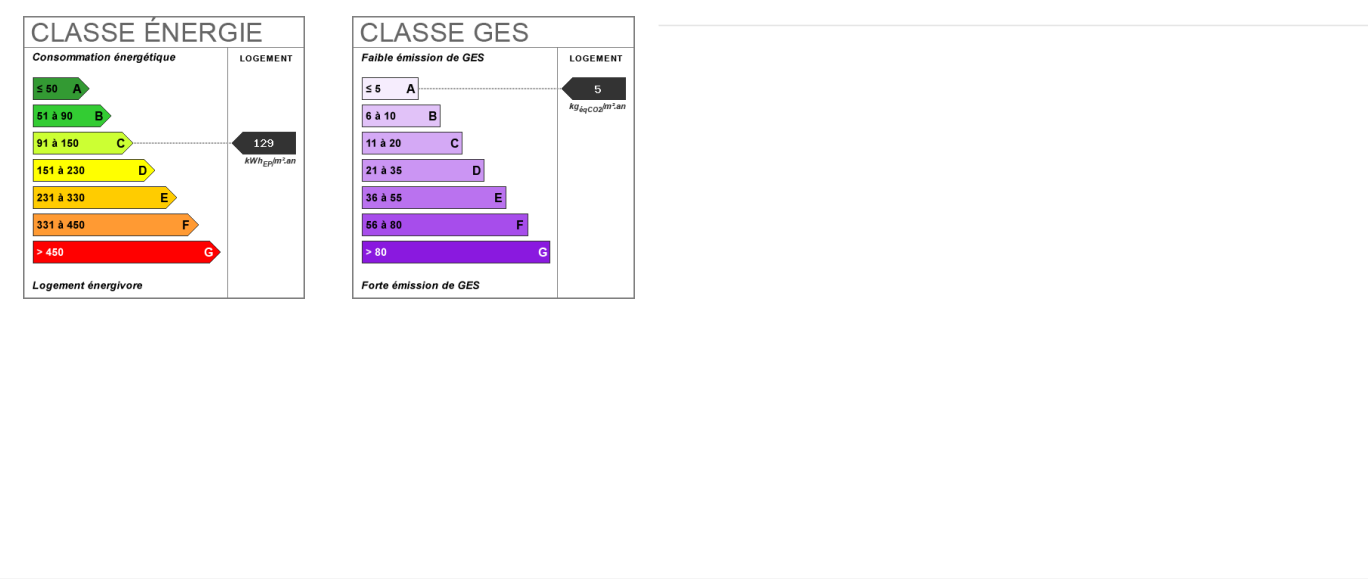 CLASSE ÉNERGIE
Consommation énergétique
LOGEMENT
≤ 50 A
51 à 90 B
91 à 150 C
129
kWhEP/m².an
151 à 230 D
231 à 330 E
331 à 450 F
> 450 G
Logement énergivore
CLASSE GES
Faible émission de GES
LOGEMENT
≤ 5 A
5
kgéqCO2/m².an
6 à 10 B
11 à 20 C
21 à 35 D
36 à 55 E
56 à 80 F
> 80 G
Forte émission de GES